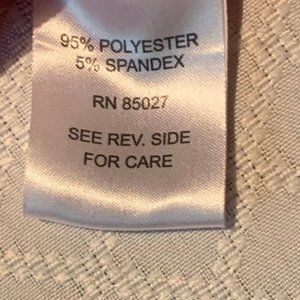 95% POLYESTER
5% SPANDEX
RN 85027
SEE REV. SIDE
FOR CARE